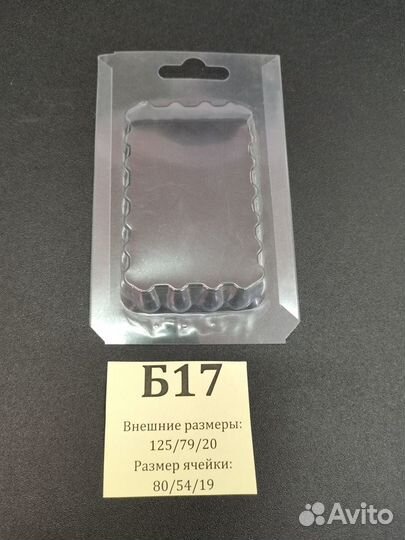 Б17
Внешние размеры:
125/79/20
Размер ячейки:
80/54/19
Avito